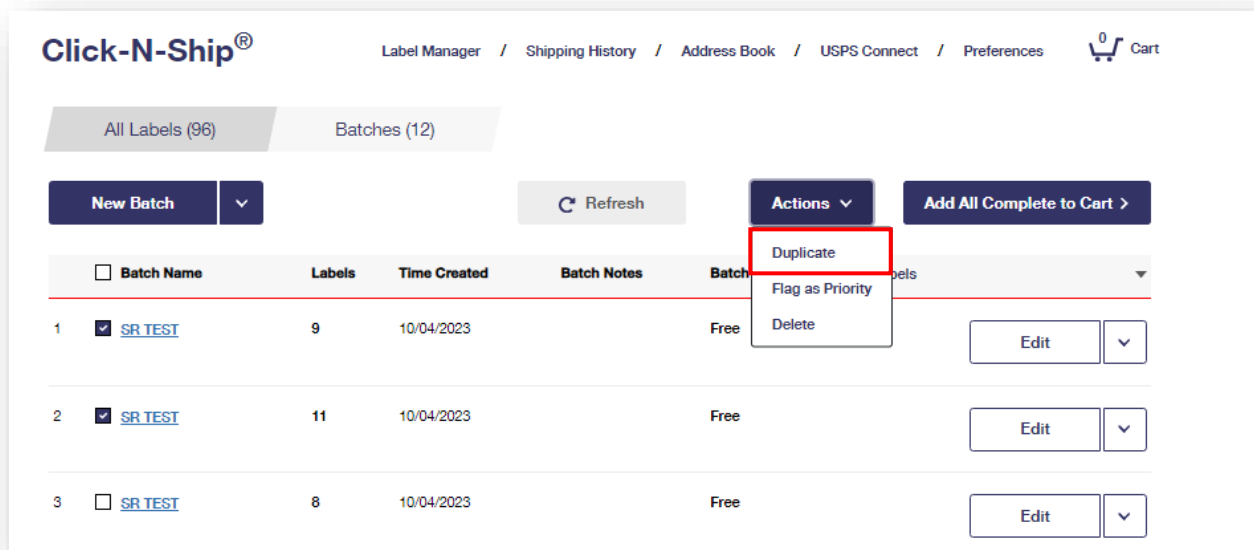 Click-N-Ship®
Label Manager / Shipping History / Address Book / USPS Connect / Preferences 0 Cart
All Labels (96) Batches (12)
New Batch Refresh Actions Add All Complete to Cart >
Duplicate
Flag as Priority
Delete
Batch Name Labels Time Created Batch Notes Batch
1 SR TEST 9 10/04/2023 Free Edit
2 SR TEST 11 10/04/2023 Free Edit
3 SR TEST 8 10/04/2023 Free Edit